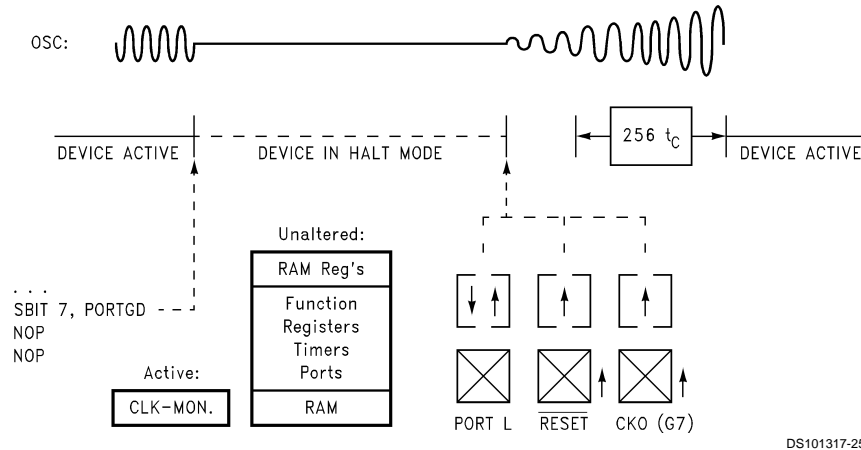 OSC:
256 tC
DEVICE ACTIVE
DEVICE IN HALT MODE
DEVICE ACTIVE
Unaltered:
RAM Reg's
. . .
SBIT 7, PORTGD
NOP
NOP
Function
Registers
Timers
Ports
Active:
CLK-MON.
RAM
PORT L
RESET
CKO (G7)
DS101317-25